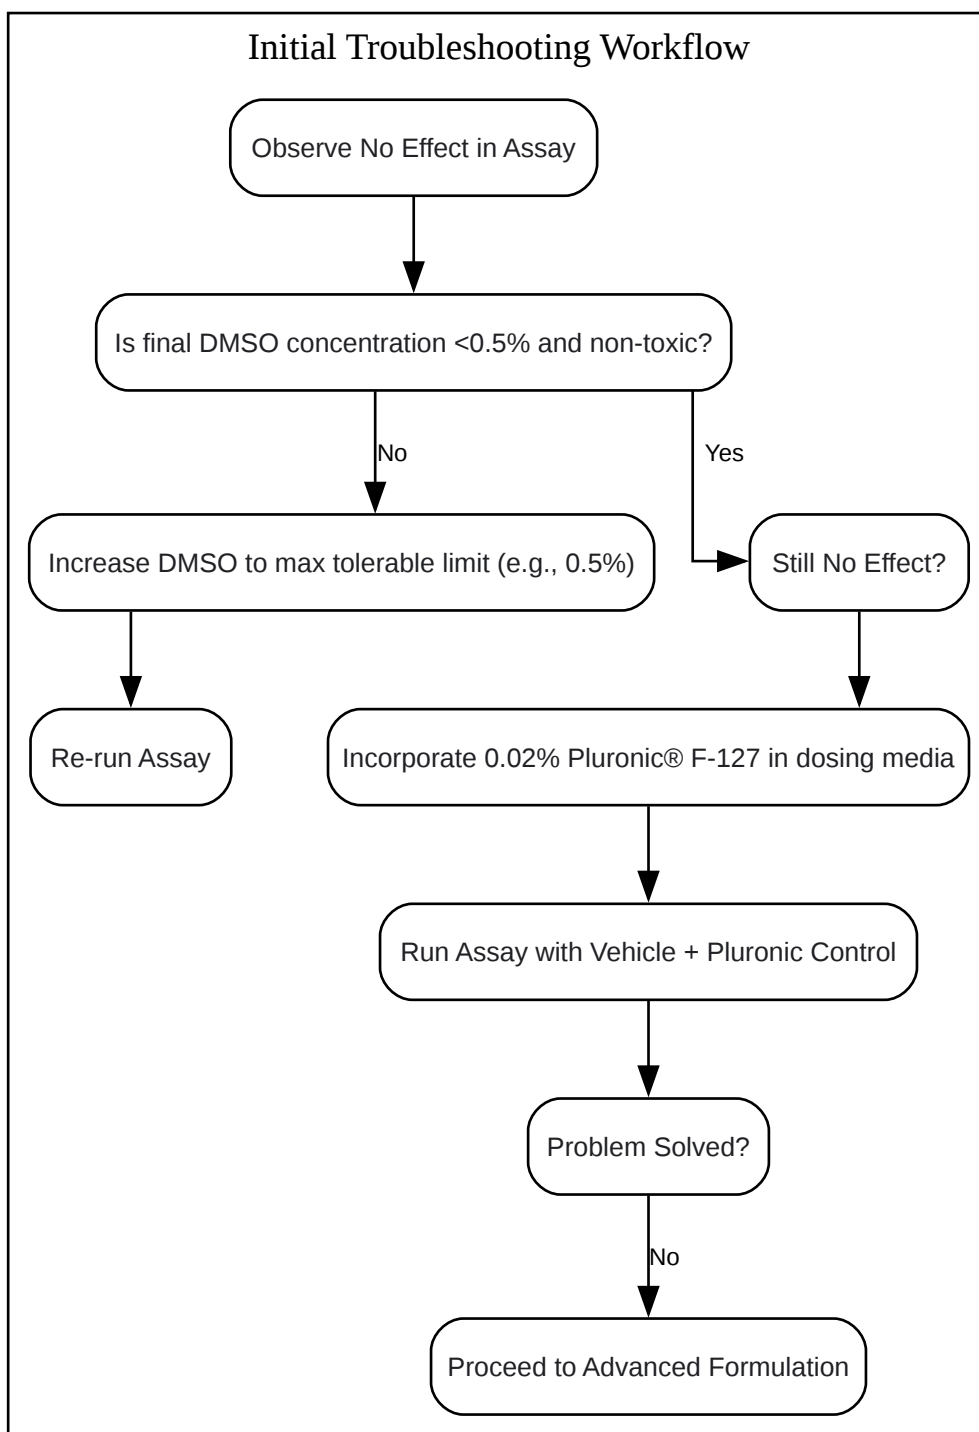 Initial Troubleshooting Workflow
Observe No Effect in Assay
Is final DMSO concentration <0.5% and non-toxic?
No
Yes
Increase DMSO to max tolerable limit (e.g., 0.5%)
Still No Effect?
Re-run Assay
Incorporate 0.02% Pluronic® F-127 in dosing media
Run Assay with Vehicle + Pluronic Control
Problem Solved?
No
Proceed to Advanced Formulation